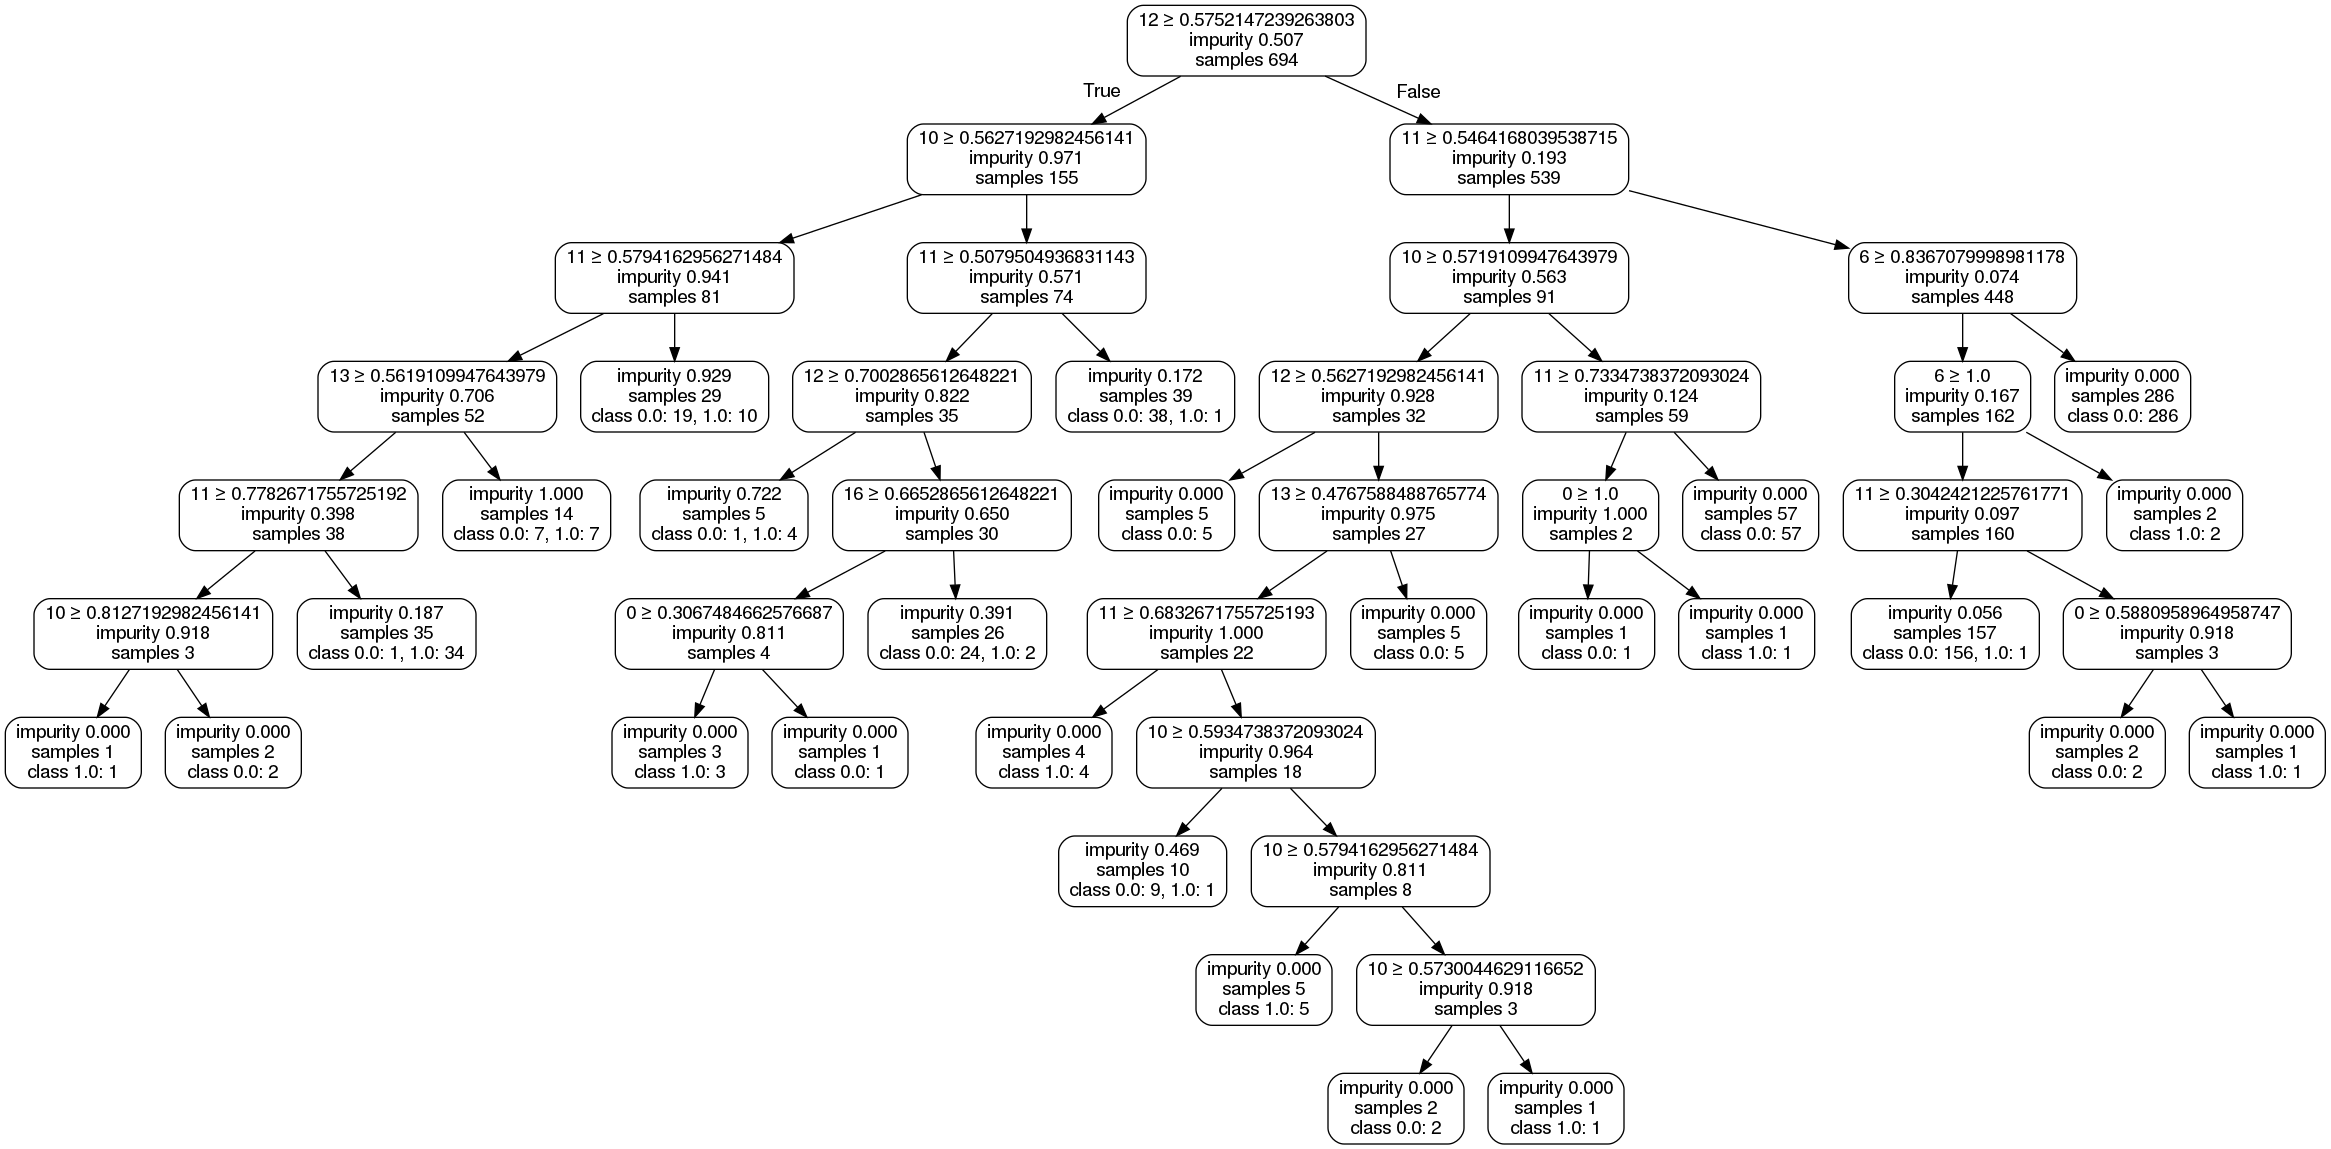 12 ≥ 0.5752147239263803
impurity 0.507
samples 694
True
False
10 ≥ 0.5627192982456141
impurity 0.971
samples 155
11 ≥ 0.5464168039538715
impurity 0.193
samples 539
11 ≥ 0.5794162956271484
impurity 0.941
samples 81
11 ≥ 0.5079504936831143
impurity 0.571
samples 74
10 ≥ 0.5719109947643979
impurity 0.563
samples 91
6 ≥ 0.8367079998981178
impurity 0.074
samples 448
13 ≥ 0.5619109947643979
impurity 0.706
samples 52
impurity 0.929
samples 29
class 0.0: 19, 1.0: 10
12 ≥ 0.7002865612648221
impurity 0.822
samples 35
impurity 0.172
samples 39
class 0.0: 38, 1.0: 1
12 ≥ 0.5627192982456141
impurity 0.928
samples 32
11 ≥ 0.7334738372093024
impurity 0.124
samples 59
6 ≥ 1.0
impurity 0.167
samples 162
impurity 0.000
samples 286
class 0.0: 286
11 ≥ 0.7782671755725192
impurity 0.398
samples 38
impurity 1.000
samples 14
class 0.0: 7, 1.0: 7
impurity 0.722
samples 5
class 0.0: 1, 1.0: 4
16 ≥ 0.6652865612648221
impurity 0.650
samples 30
impurity 0.000
samples 5
class 0.0: 5
13 ≥ 0.4767588488765774
impurity 0.975
samples 27
0 ≥ 1.0
impurity 1.000
samples 2
impurity 0.000
samples 57
class 0.0: 57
11 ≥ 0.3042421225761771
impurity 0.097
samples 160
impurity 0.000
samples 2
class 1.0: 2
10 ≥ 0.8127192982456141
impurity 0.918
samples 3
impurity 0.187
samples 35
class 0.0: 1, 1.0: 34
0 ≥ 0.3067484662576687
impurity 0.811
samples 4
impurity 0.391
samples 26
class 0.0: 24, 1.0: 2
11 ≥ 0.6832671755725193
impurity 1.000
samples 22
impurity 0.000
samples 5
class 0.0: 5
impurity 0.000
samples 1
class 0.0: 1
impurity 0.000
samples 1
class 1.0: 1
impurity 0.056
samples 157
class 0.0: 156, 1.0: 1
0 ≥ 0.5880958964958747
impurity 0.918
samples 3
impurity 0.000
samples 1
class 1.0: 1
impurity 0.000
samples 2
class 0.0: 2
impurity 0.000
samples 3
class 1.0: 3
impurity 0.000
samples 1
class 0.0: 1
impurity 0.000
samples 4
class 1.0: 4
10 ≥ 0.5934738372093024
impurity 0.964
samples 18
impurity 0.000
samples 2
class 0.0: 2
impurity 0.000
samples 1
class 1.0: 1
impurity 0.469
samples 10
class 0.0: 9, 1.0: 1
10 ≥ 0.5794162956271484
impurity 0.811
samples 8
impurity 0.000
samples 5
class 1.0: 5
10 ≥ 0.5730044629116652
impurity 0.918
samples 3
impurity 0.000
samples 2
class 0.0: 2
impurity 0.000
samples 1
class 1.0: 1